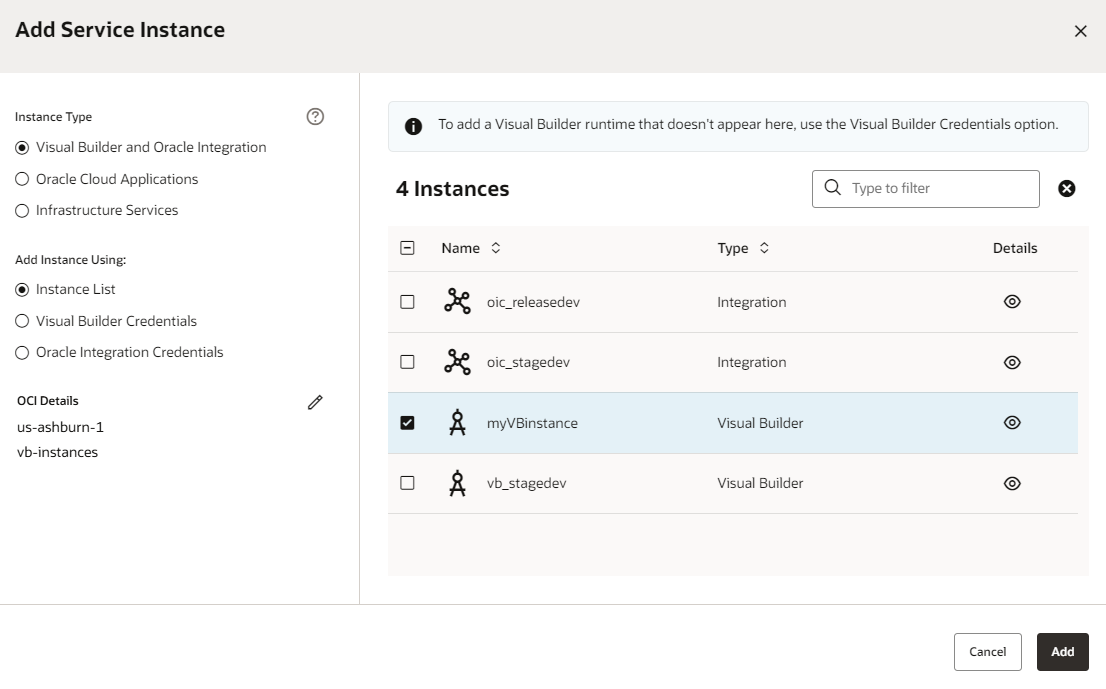 Add Service Instance
Instance Type
Visual Builder and Oracle Integration
Oracle Cloud Applications
Infrastructure Services
Add Instance Using:
Instance List
Visual Builder Credentials
Oracle Integration Credentials
OCI Details
us-ashburn-1
vb-instances
To add a Visual Builder runtime that doesn't appear here, use the Visual Builder Credentials option.
4 Instances
Type to filter
Name Type Details
oic_releasedev Integration
oic_stagedev Integration
myVBinstance Visual Builder
vb_stagedev Visual Builder
Cancel Add